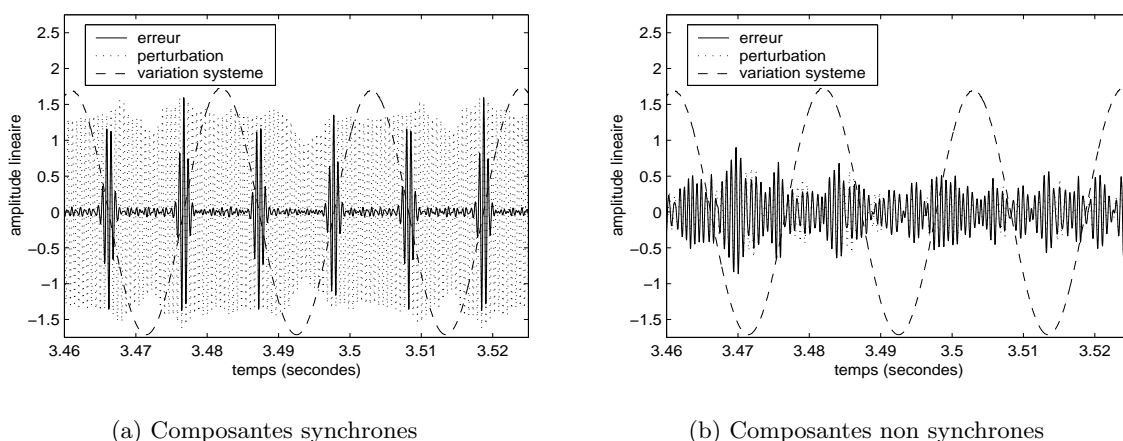 2.5
2
1.5
1
0.5
0
−0.5
−1
−1.5
amplitude lineaire
erreur
perturbation
variation systeme
3.46 3.47 3.48 3.49 3.5 3.51 3.52
temps (secondes)
(a) Composantes synchrones
2.5
2
1.5
1
0.5
0
−0.5
−1
−1.5
amplitude lineaire
erreur
perturbation
variation systeme
3.46 3.47 3.48 3.49 3.5 3.51 3.52
temps (secondes)
(b) Composantes non synchrones